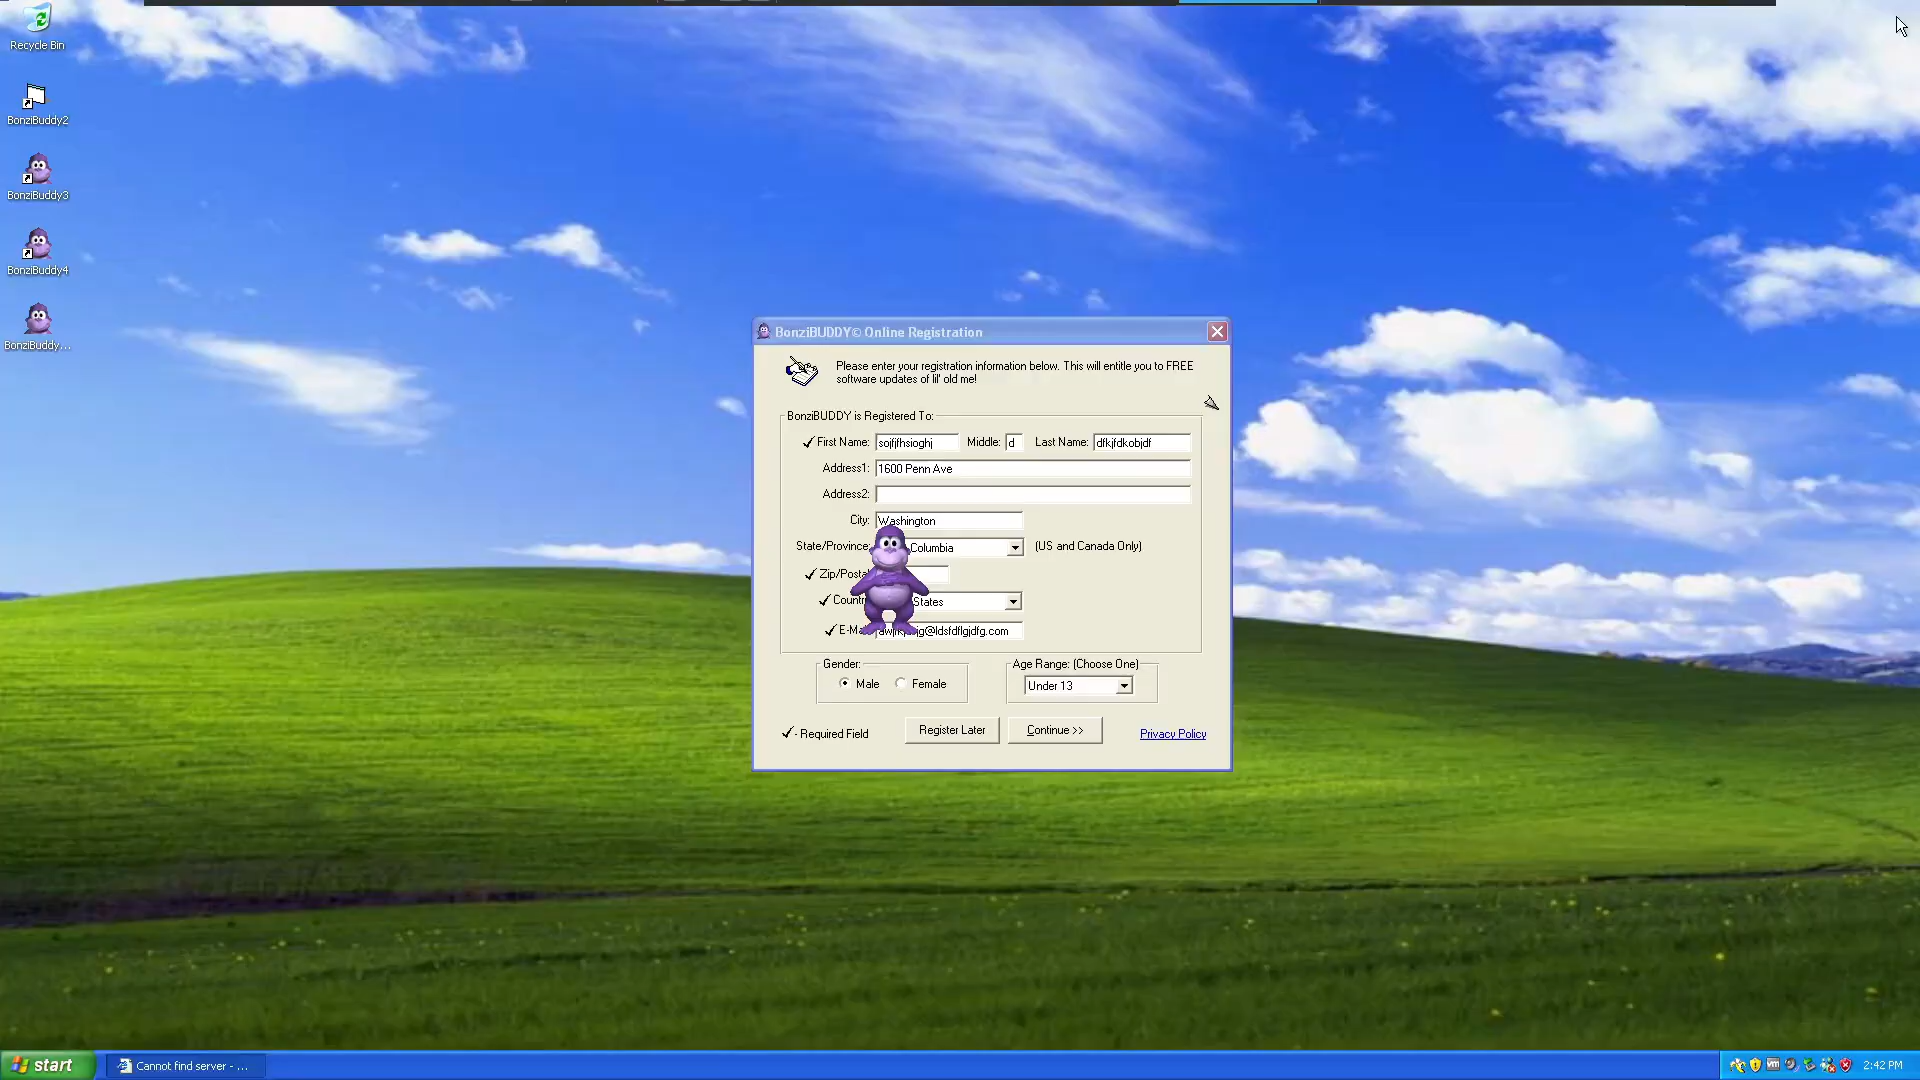 Recycle Bin
BonziBuddy2
BonziBuddy3
BonziBuddy4
BonziBuddy...
BonziBUDDY© Online Registration
Please enter your registration information below. This will entitle you to FREE
software updates of lil' old me!
BonziBUDDY is Registered To:
First Name: sojfjfhsioghj Middle: d Last Name: dfkjfdkobjdf
Address1: 1600 Penn Ave
Address2:
City: Washington
State/Province: Columbia (US and Canada Only)
Zip/Postal
Country States
E-Ma @ldsfdflgjdfg.com
Gender: Age Range: (Choose One)
Male Female Under 13
- Required Field Register Later Continue >> Privacy Policy
start Cannot find server - ... 2:42 PM